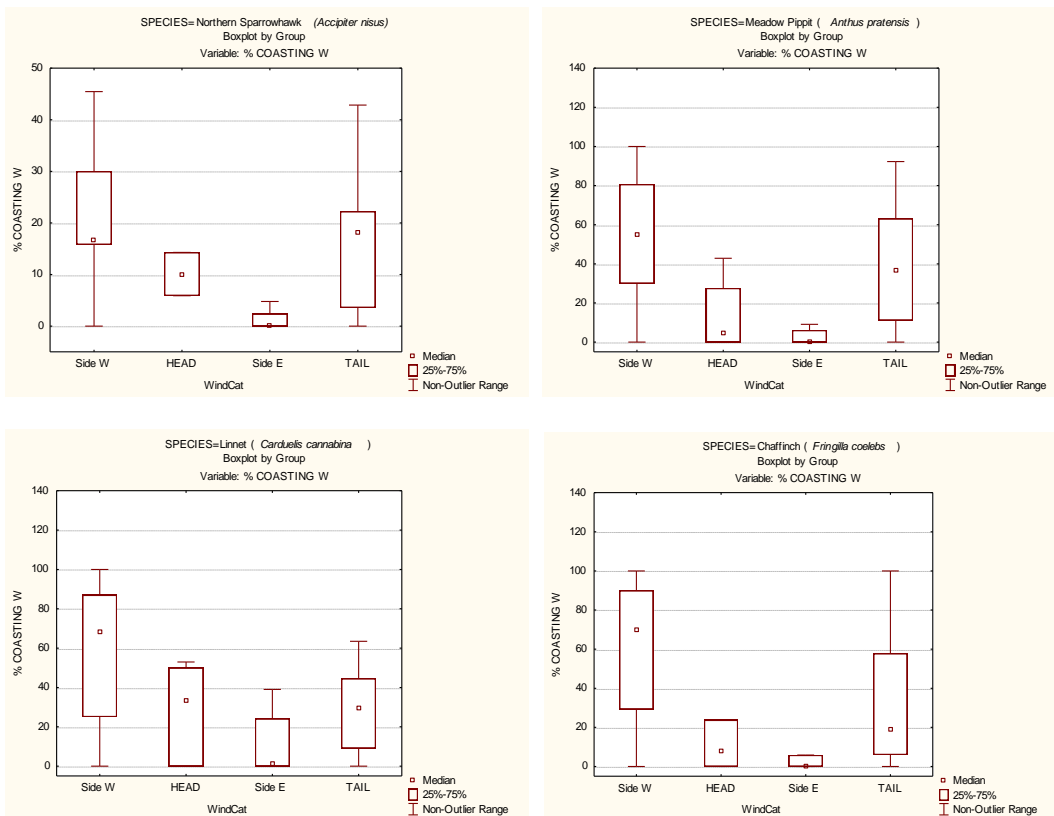 SPECIES=Northern Sparrowhawk (Accipiter nisus)
Boxplot by Group
Variable: % COASTING W
% COASTING W
50
40
30
20
10
0
Side W HEAD Side E TAIL
WindCat
Median
25%-75%
Non-Outlier Range
SPECIES=Meadow Pippit ( Anthus pratensis )
Boxplot by Group
Variable: % COASTING W
% COASTING W
140
120
100
80
60
40
20
0
Side W HEAD Side E TAIL
WindCat
Median
25%-75%
Non-Outlier Range
SPECIES=Linnet ( Carduelis cannabina )
Boxplot by Group
Variable: % COASTING W
% COASTING W
140
120
100
80
60
40
20
0
Side W HEAD Side E TAIL
WindCat
Median
25%-75%
Non-Outlier Range
SPECIES=Chaffinch ( Fringilla coelebs )
Boxplot by Group
Variable: % COASTING W
% COASTING W
140
120
100
80
60
40
20
0
Side W HEAD Side E TAIL
WindCat
Median
25%-75%
Non-Outlier Range